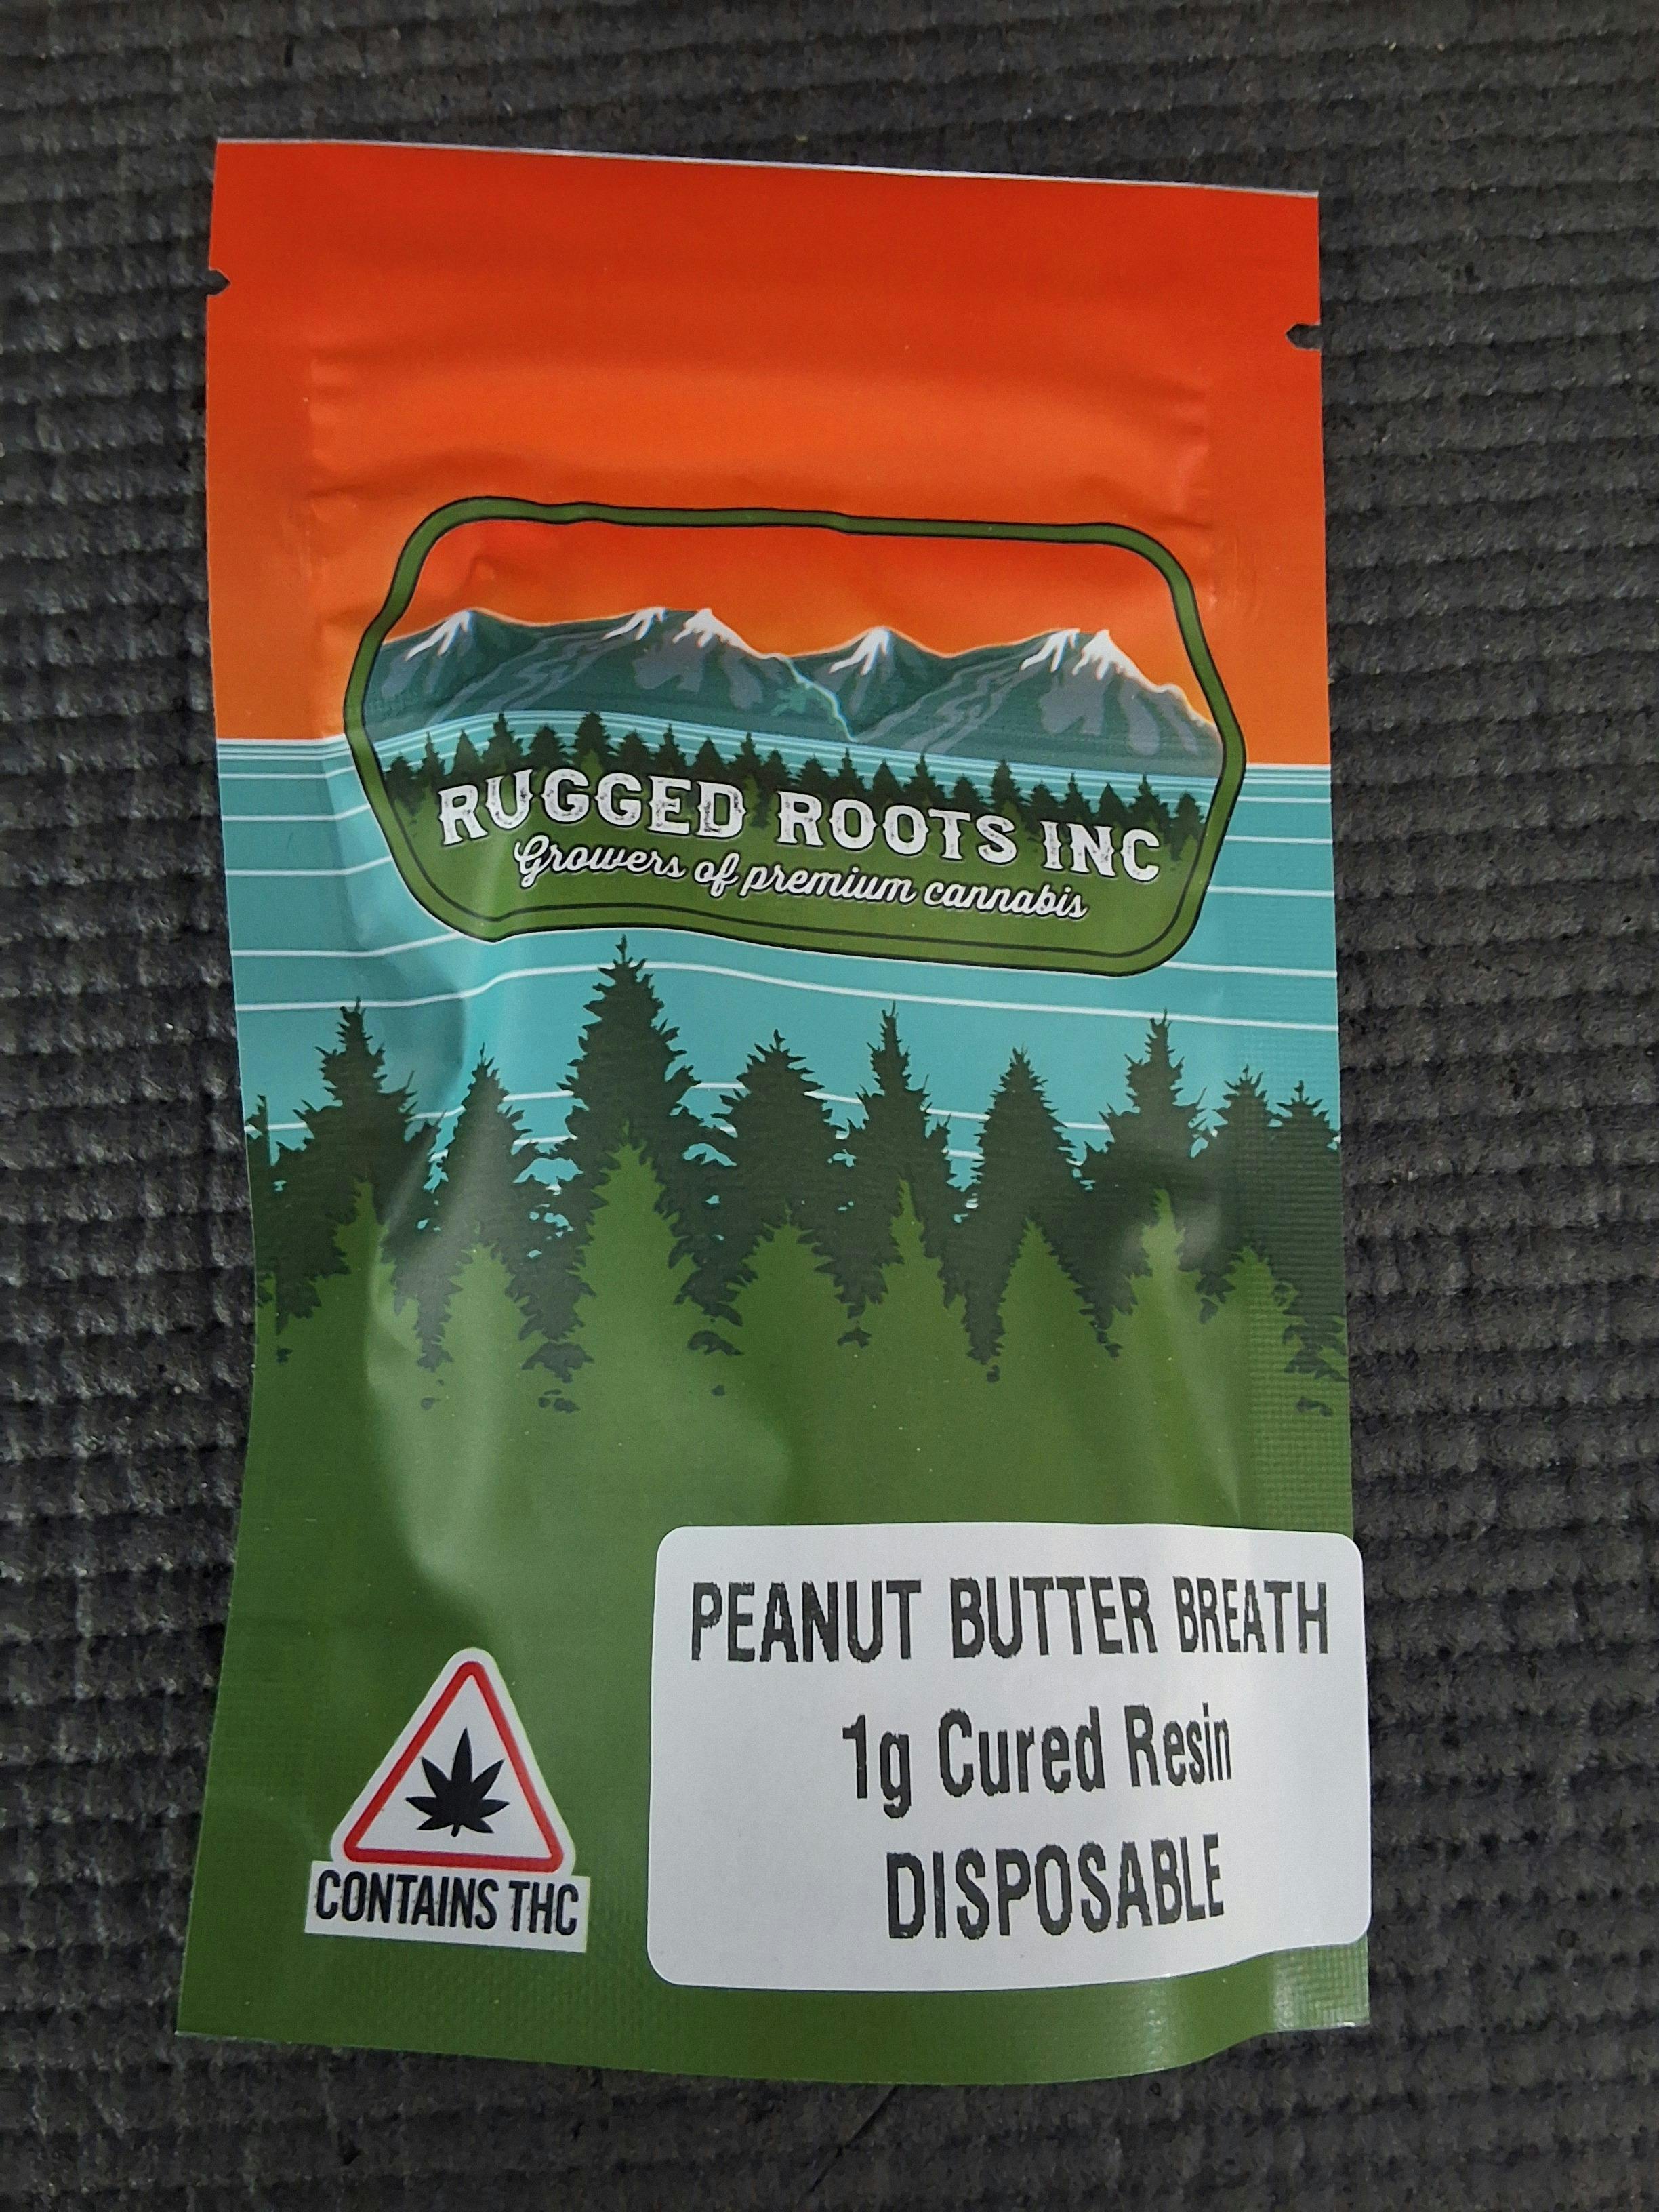 RUGGED ROOTS INC
Growers of premium cannabis
PEANUT BUTTER BREATH
1g Cured Resin
DISPOSABLE
CONTAINS THC